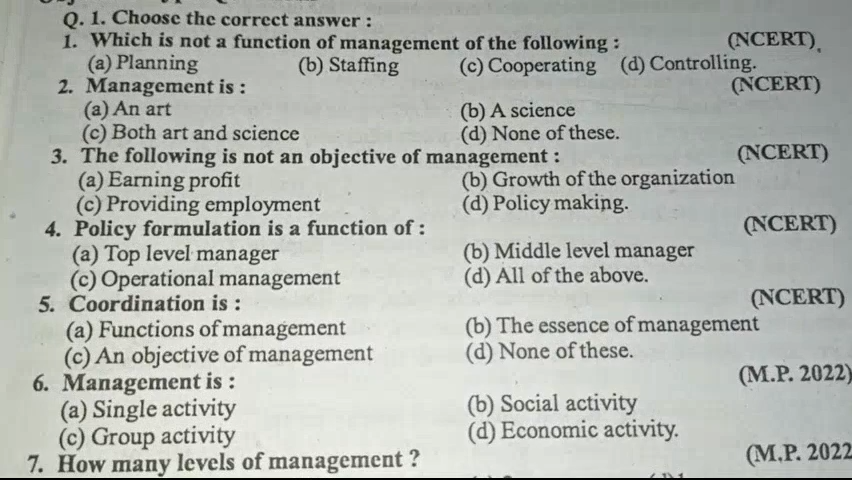 Q. 1. Choose the correct answer :
1. Which is not a function of management of the following : (NCERT)
(a) Planning (b) Staffing (c) Cooperating (d) Controlling.
2. Management is : (NCERT)
(a) An art (b) A science
(c) Both art and science (d) None of these.
3. The following is not an objective of management : (NCERT)
(a) Earning profit (b) Growth of the organization
(c) Providing employment (d) Policy making.
4. Policy formulation is a function of : (NCERT)
(a) Top level manager (b) Middle level manager
(c) Operational management (d) All of the above.
5. Coordination is : (NCERT)
(a) Functions of management (b) The essence of management
(c) An objective of management (d) None of these.
6. Management is : (M.P. 2022)
(a) Single activity (b) Social activity
(c) Group activity (d) Economic activity.
7. How many levels of management ? (M.P. 2022